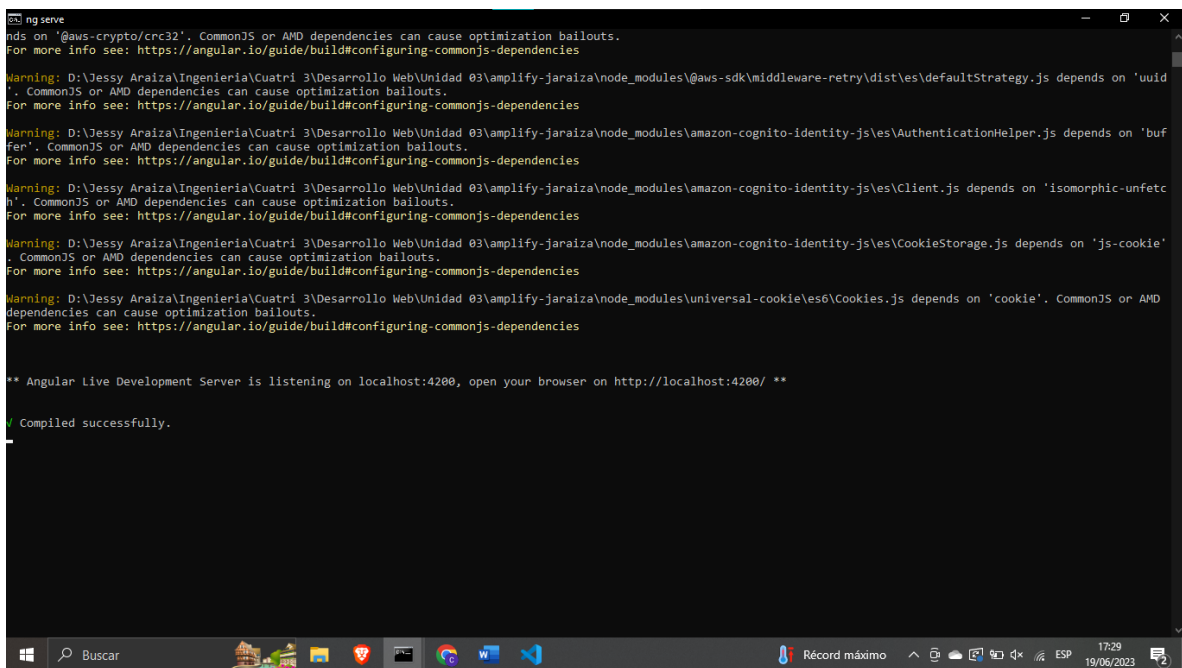 ng serve
nds on '@aws-crypto/crc32'. CommonJS or AMD dependencies can cause optimization bailouts.
For more info see: https://angular.io/guide/build#configuring-commonjs-dependencies
Warning: D:\Jessy Araiza\Ingenieria\Cuatri 3\Desarrollo Web\Unidad 03\amplify-jaraiza\node_modules\@aws-sdk\middleware-retry\dist\es\defaultStrategy.js depends on 'uuid
'. CommonJS or AMD dependencies can cause optimization bailouts.
For more info see: https://angular.io/guide/build#configuring-commonjs-dependencies
Warning: D:\Jessy Araiza\Ingenieria\Cuatri 3\Desarrollo Web\Unidad 03\amplify-jaraiza\node_modules\amazon-cognito-identity-js\es\AuthenticationHelper.js depends on 'buf
fer'. CommonJS or AMD dependencies can cause optimization bailouts.
For more info see: https://angular.io/guide/build#configuring-commonjs-dependencies
Warning: D:\Jessy Araiza\Ingenieria\Cuatri 3\Desarrollo Web\Unidad 03\amplify-jaraiza\node_modules\amazon-cognito-identity-js\es\Client.js depends on 'isomorphic-unfetc
h'. CommonJS or AMD dependencies can cause optimization bailouts.
For more info see: https://angular.io/guide/build#configuring-commonjs-dependencies
Warning: D:\Jessy Araiza\Ingenieria\Cuatri 3\Desarrollo Web\Unidad 03\amplify-jaraiza\node_modules\amazon-cognito-identity-js\es\CookieStorage.js depends on 'js-cookie'
. CommonJS or AMD dependencies can cause optimization bailouts.
For more info see: https://angular.io/guide/build#configuring-commonjs-dependencies
Warning: D:\Jessy Araiza\Ingenieria\Cuatri 3\Desarrollo Web\Unidad 03\amplify-jaraiza\node_modules\universal-cookie\es6\Cookies.js depends on 'cookie'. CommonJS or AMD
dependencies can cause optimization bailouts.
For more info see: https://angular.io/guide/build#configuring-commonjs-dependencies
** Angular Live Development Server is listening on localhost:4200, open your browser on http://localhost:4200/ **
√ Compiled successfully.
Buscar
Récord máximo
ESP
17:29
19/06/2023
2